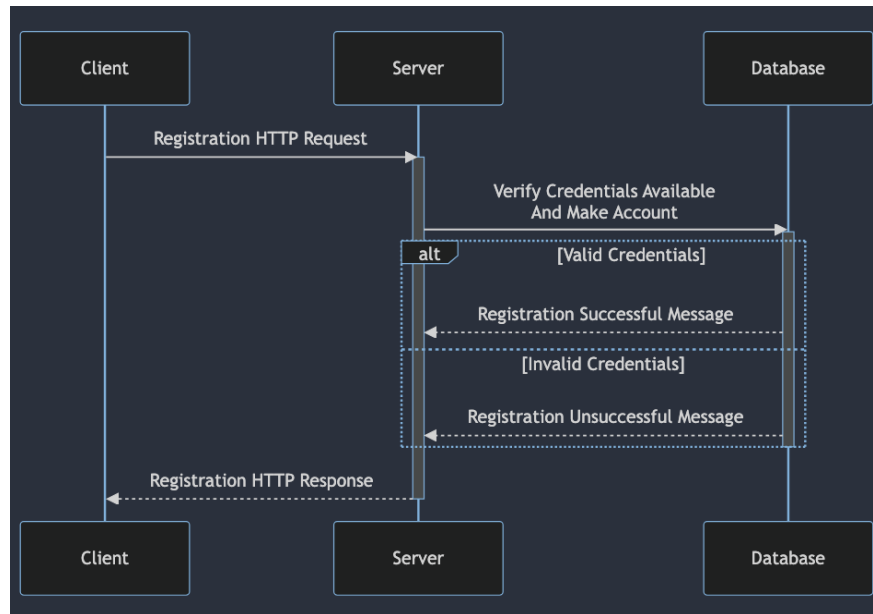 Client
Server
Database
Registration HTTP Request
Verify Credentials Available
And Make Account
alt
[Valid Credentials]
Registration Successful Message
[Invalid Credentials]
Registration Unsuccessful Message
Registration HTTP Response
Client
Server
Database